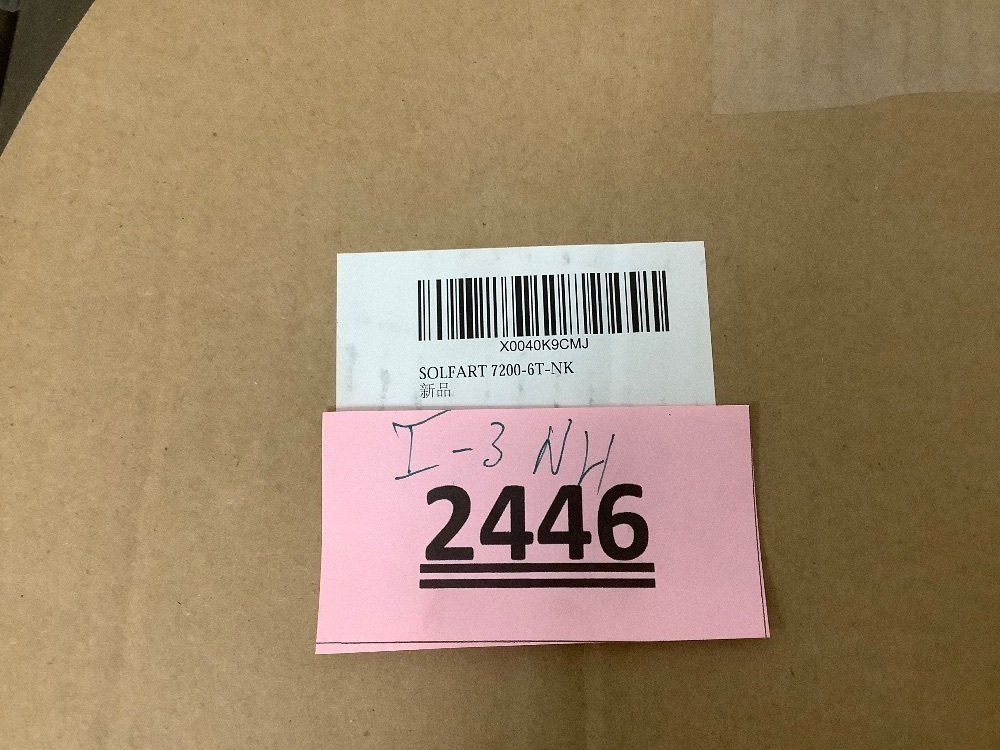 X0040K9CMJ
SOLFART 7200-6T-NK
新品
I-3 NH
2446